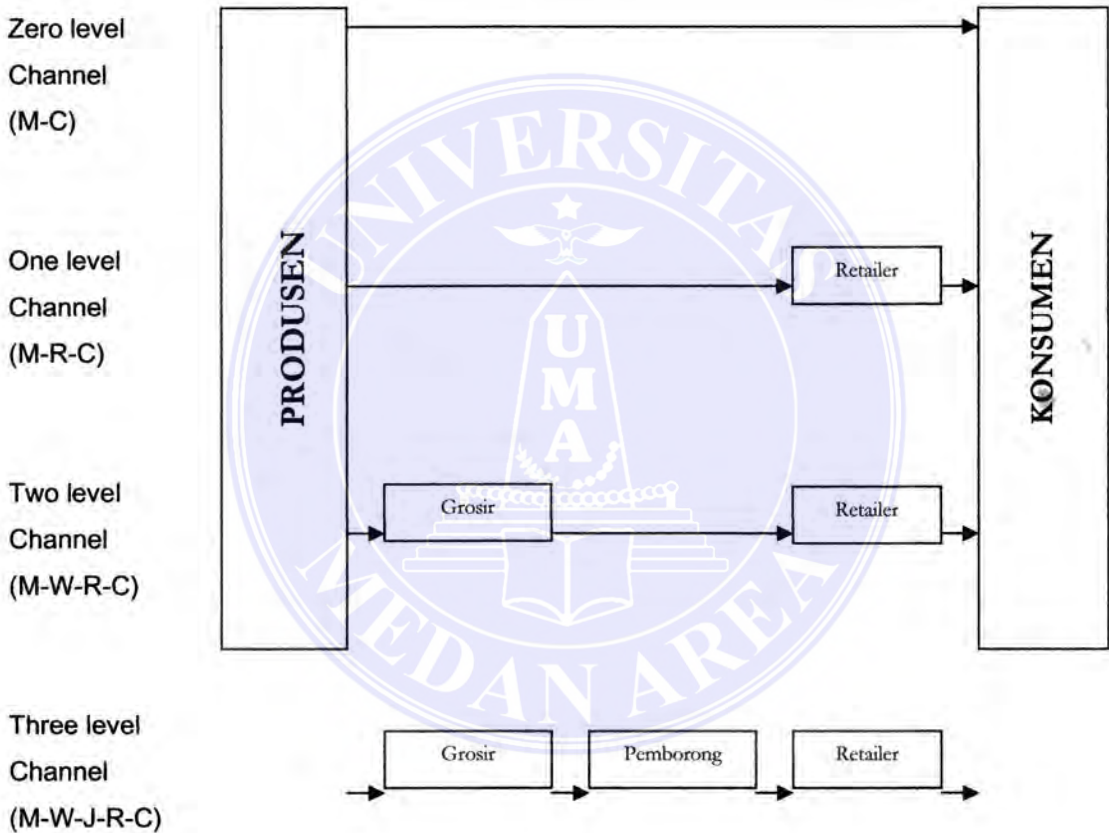 Zero level
Channel
(M-C)
One level
Channel
(M-R-C)
Two level
Channel
(M-W-R-C)
Three level
Channel
(M-W-J-R-C)
PRODUSEN
KONSUMEN
Retailer
Grosir
Retailer
Grosir
Pemborong
Retailer
UNIVERSITAS
UMA
MEDAN AREA